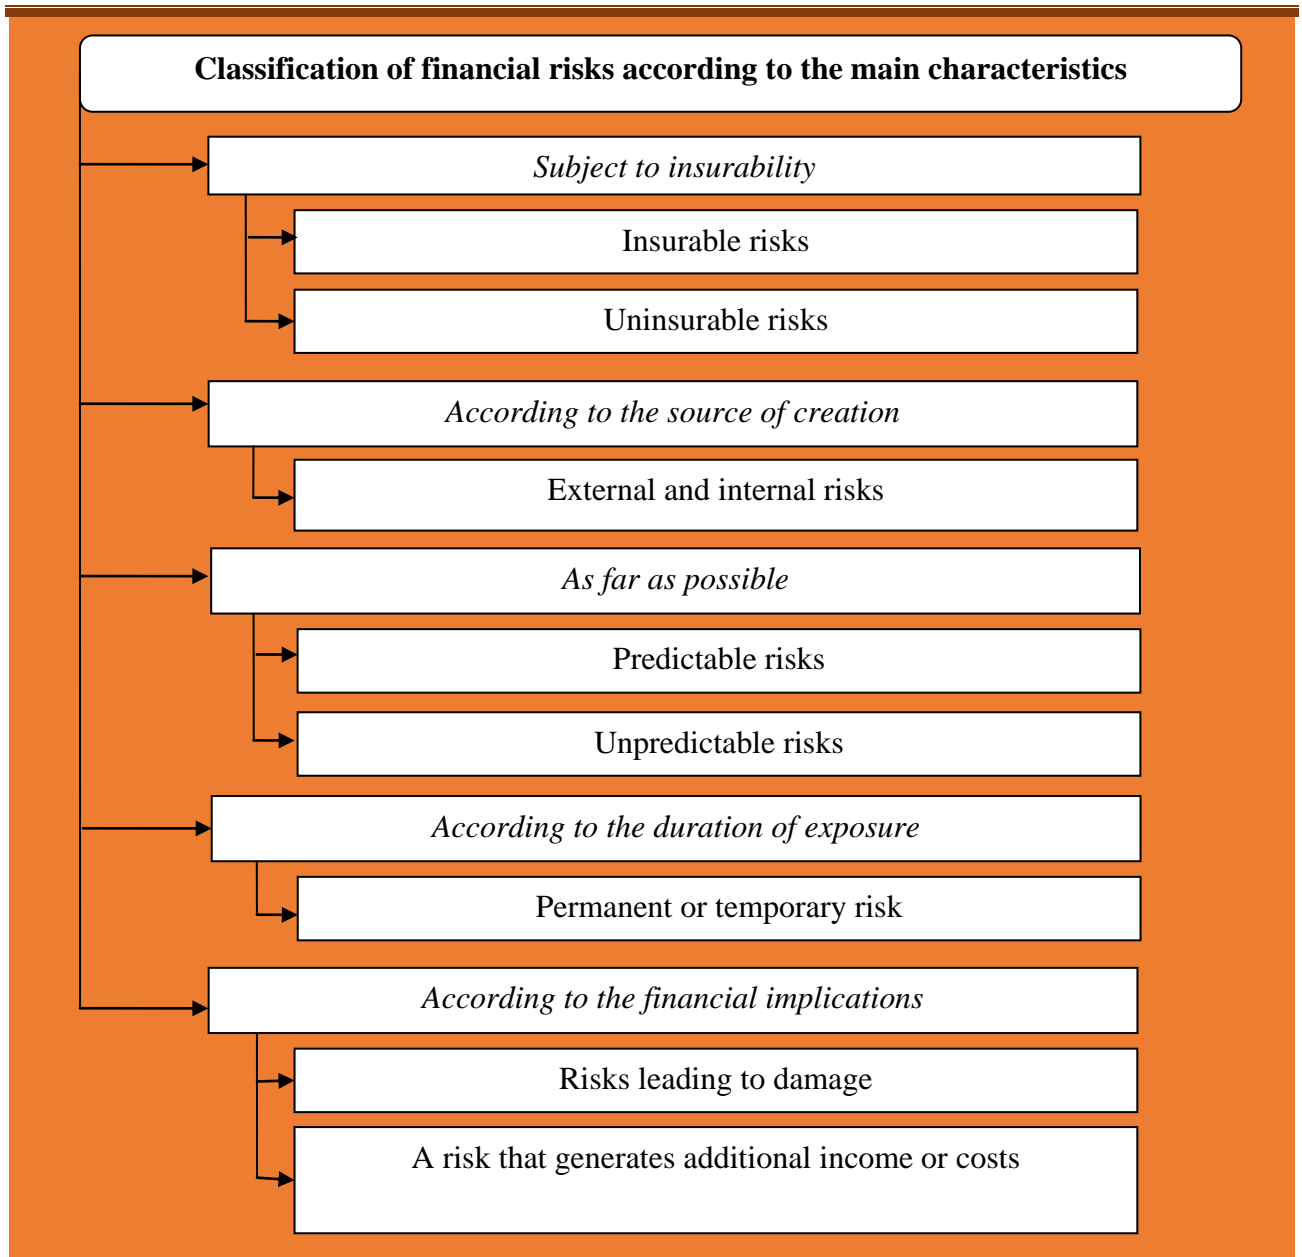 Classification of financial risks according to the main characteristics
Subject to insurability
Insurable risks
Uninsurable risks
According to the source of creation
External and internal risks
As far as possible
Predictable risks
Unpredictable risks
According to the duration of exposure
Permanent or temporary risk
According to the financial implications
Risks leading to damage
A risk that generates additional income or costs